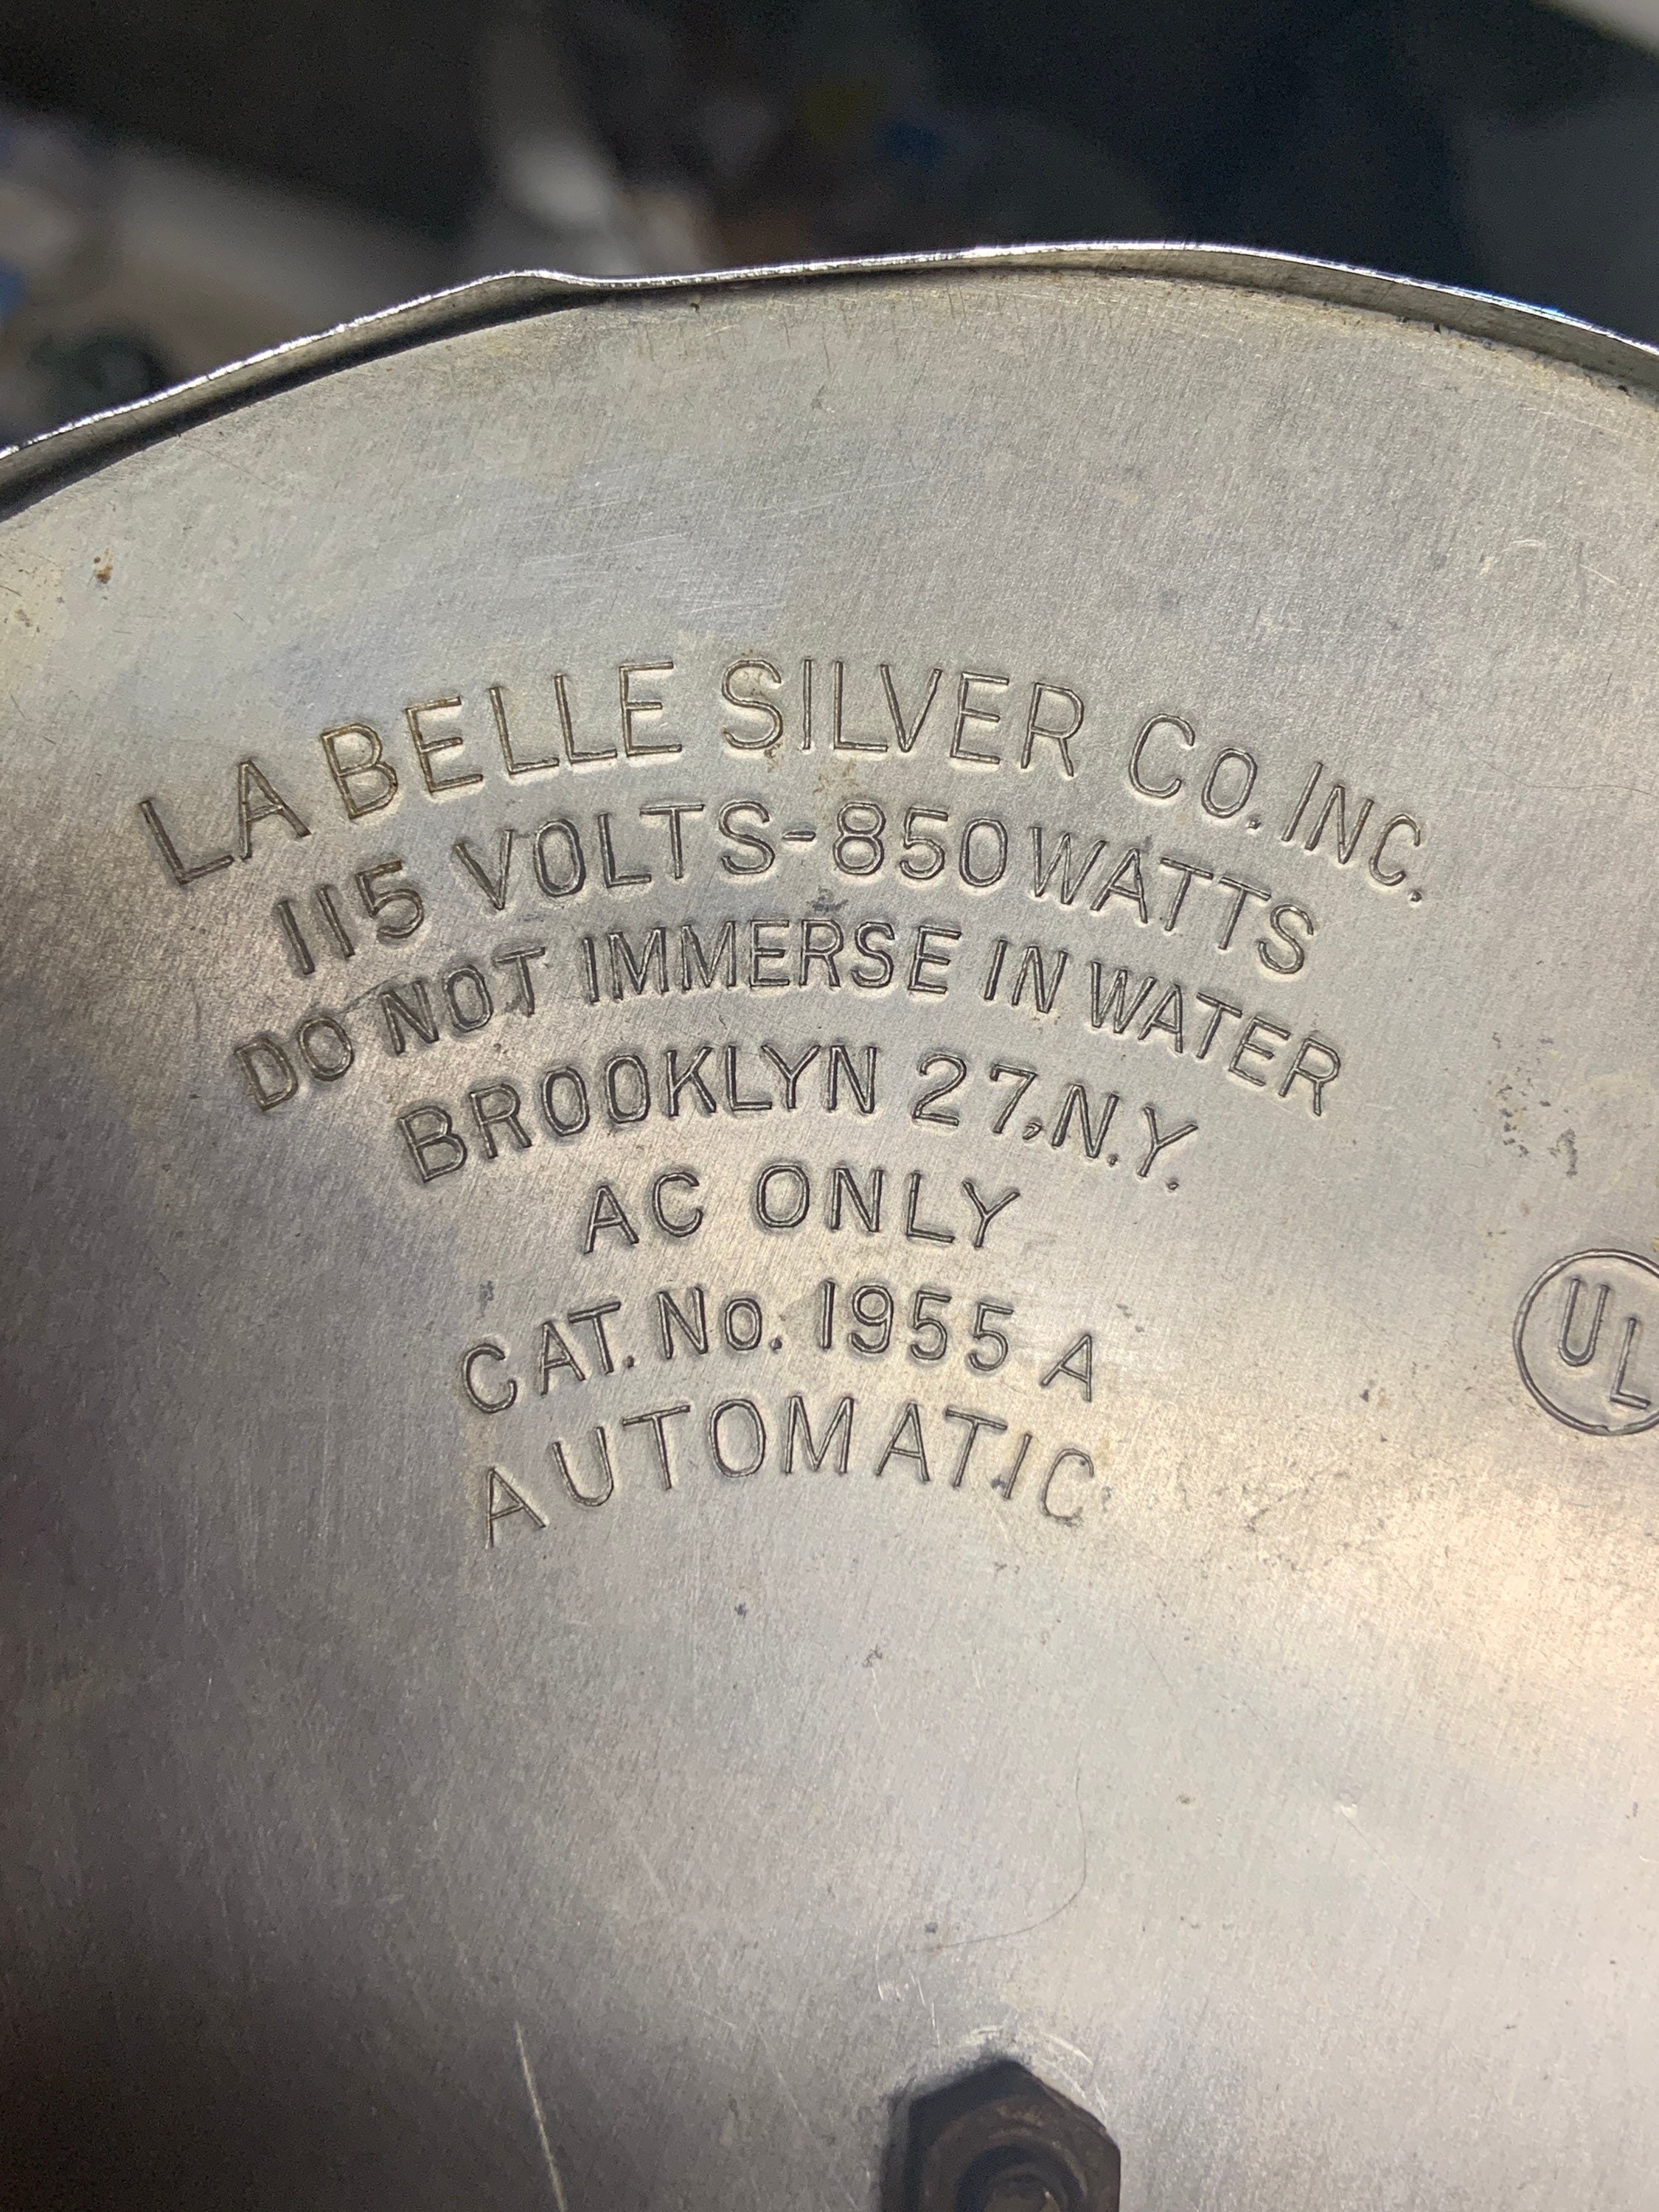 LA BELLE SILVER CO. INC.
115 VOLTS-850 WATTS
DO NOT IMMERSE IN WATER
BROOKLYN 27, N.Y.
AC ONLY
CAT. No. 1955 A
AUTOMATIC
UL